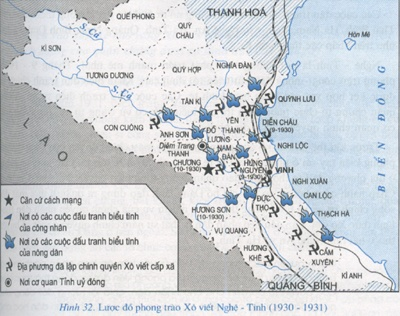 THANH HOÁ
QUẾ PHONG
QUỲ CHÂU
Hòn Mê
S. Cả
KÌ SƠN
QUỲ HỢP
NGHĨA ĐÀN
TƯƠNG DƯƠNG
S. Cả
TÂN KÌ
QUỲNH LƯU
CON CUÔNG
YÊN THÀNH
DIỄN CHÂU
(9-1930)
ANH SƠN
ĐÔ LƯƠNG
NGHI LỘC
LÀO
Diễm Trang
THANH CHƯƠNG
(10-1930)
NAM ĐÀN
HƯNG NGUYÊN
(9-1930)
VINH
BIỂN ĐÔNG
NGHI XUÂN
HƯƠNG SƠN
(10-1930)
ĐỨC THỌ
CAN LỘC
THẠCH HÀ
VỤ QUANG
HƯƠNG KHÊ
CẨM XUYÊN
KÌ ANH
QUẢNG BÌNH
Căn cứ cách mạng
Nơi có các cuộc đấu tranh biểu tình
của công nhân
Nơi có các cuộc đấu tranh biểu tình
của nông dân
Địa phương đã lập chính quyền Xô viết cấp xã
Nơi cơ quan Tỉnh uỷ đóng
Hình 32. Lược đồ phong trào Xô viết Nghệ - Tĩnh (1930 - 1931)